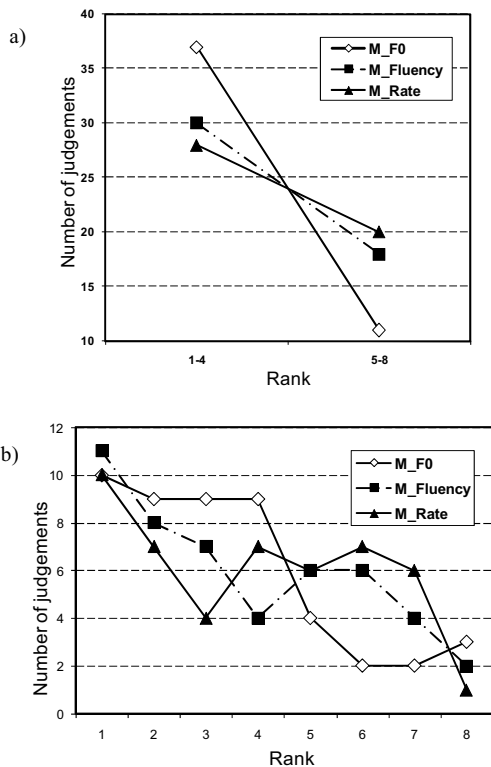 a)
40
35
30
25
20
15
10
Number of judgements
M_F0
M_Fluency
M_Rate
1-4 5-8
Rank
b)
12
10
8
6
4
2
0
Number of judgements
M_F0
M_Fluency
M_Rate
1 2 3 4 5 6 7 8
Rank